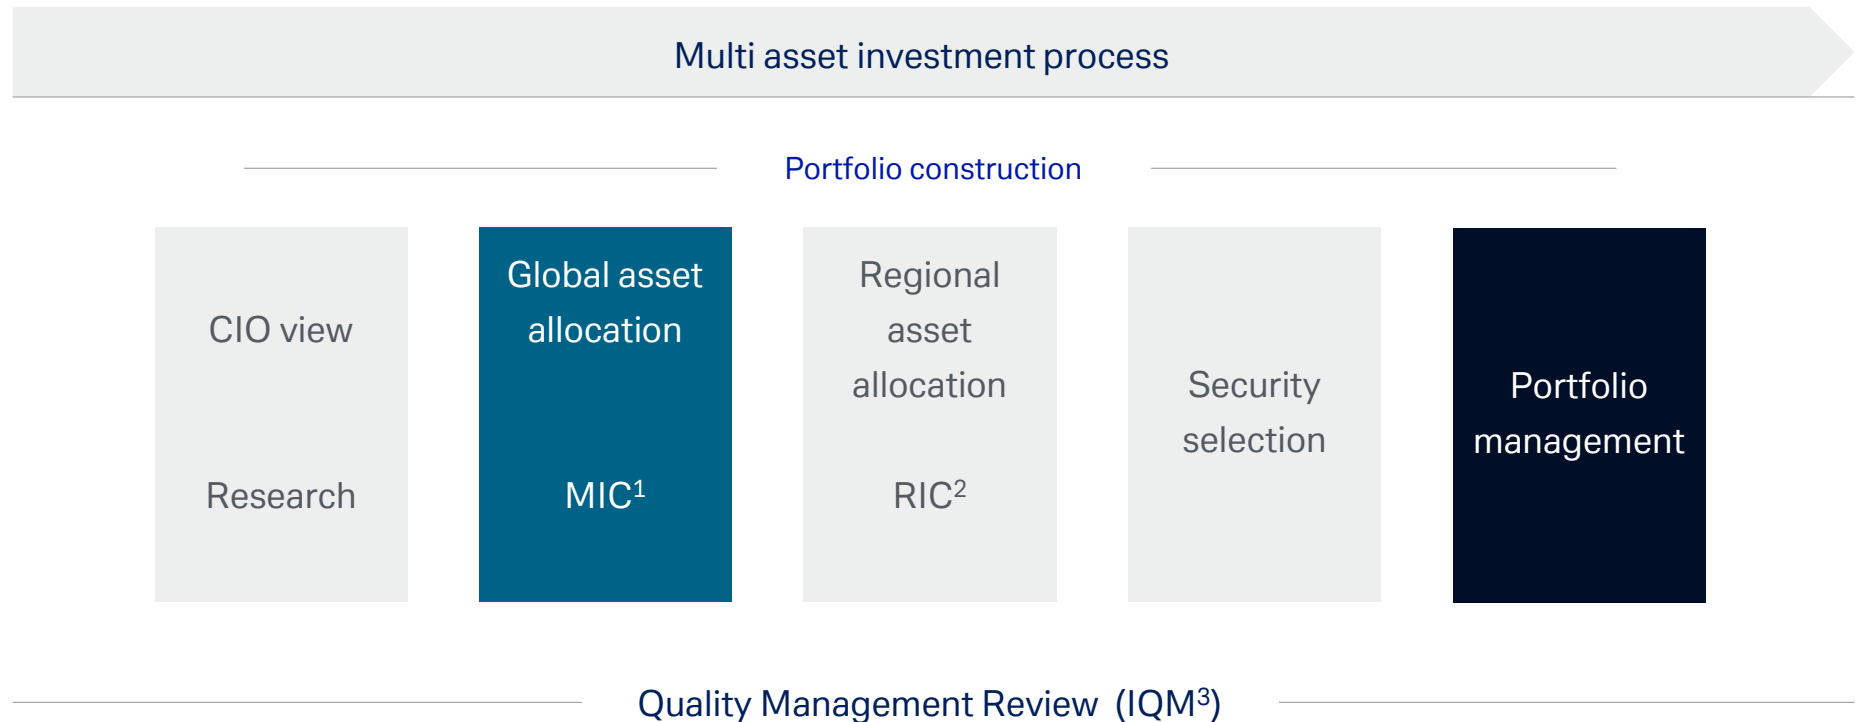 Multi asset investment process
Portfolio construction
CIO view
Research
Global asset
allocation
MIC¹
Regional
asset
allocation
RIC²
Security
selection
Portfolio
management
Quality Management Review (IQM³)